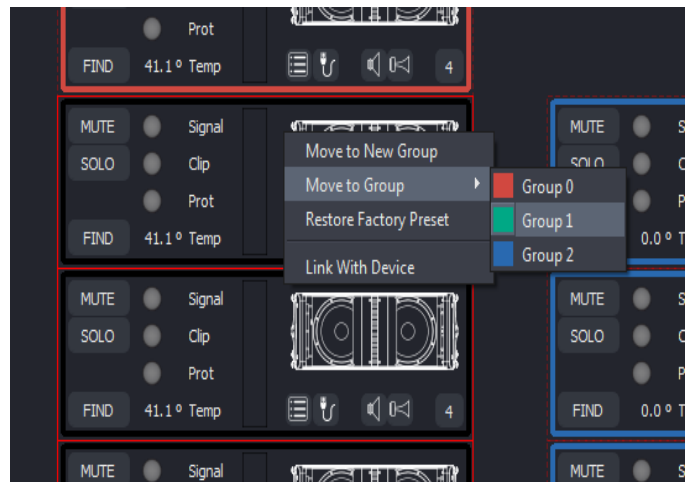 Prot
FIND 41.1 º Temp 4
MUTE Signal
SOLO Clip
Prot
FIND 41.1 º Temp
Move to New Group
Move to Group
Restore Factory Preset
Link With Device
Group 0
Group 1
Group 2
MUTE S
SOLO C
P
0.0 º T
MUTE Signal
SOLO Clip
Prot
FIND 41.1 º Temp 4
MUTE S
SOLO C
P
FIND 0.0 º T
MUTE Signal
MUTE S